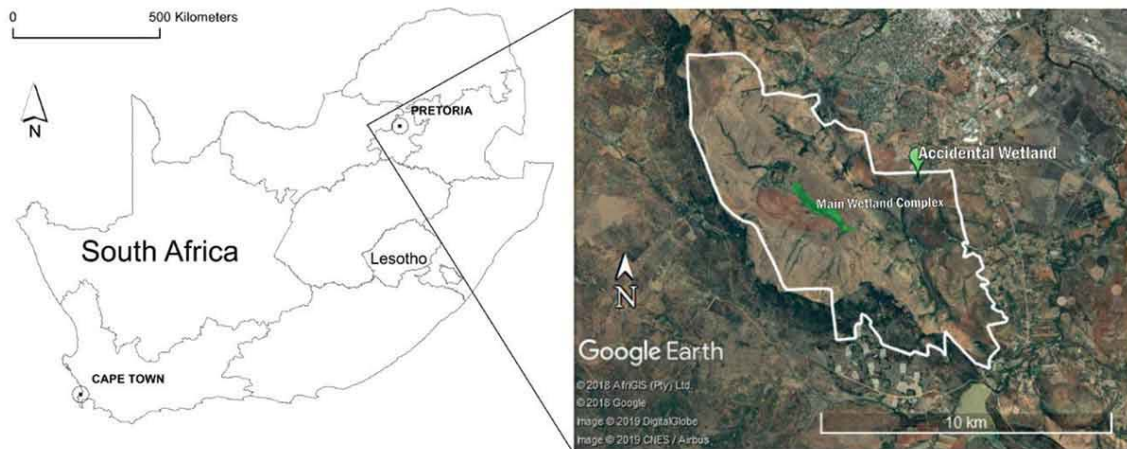 0 500 Kilometers
N
PRETORIA
South Africa
Lesotho
CAPE TOWN
Accidental Wetland
Main Wetland Complex
N
Google Earth
© 2018 AfriGIS (Pty) Ltd.
© 2018 Google
Image © 2019 DigitalGlobe
Image © 2019 CNES / Airbus
10 km